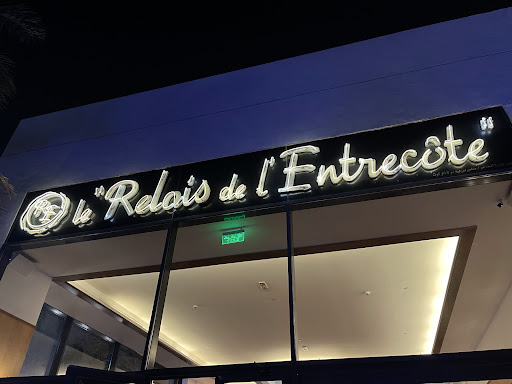 le "Relais de l'Entrecôte"